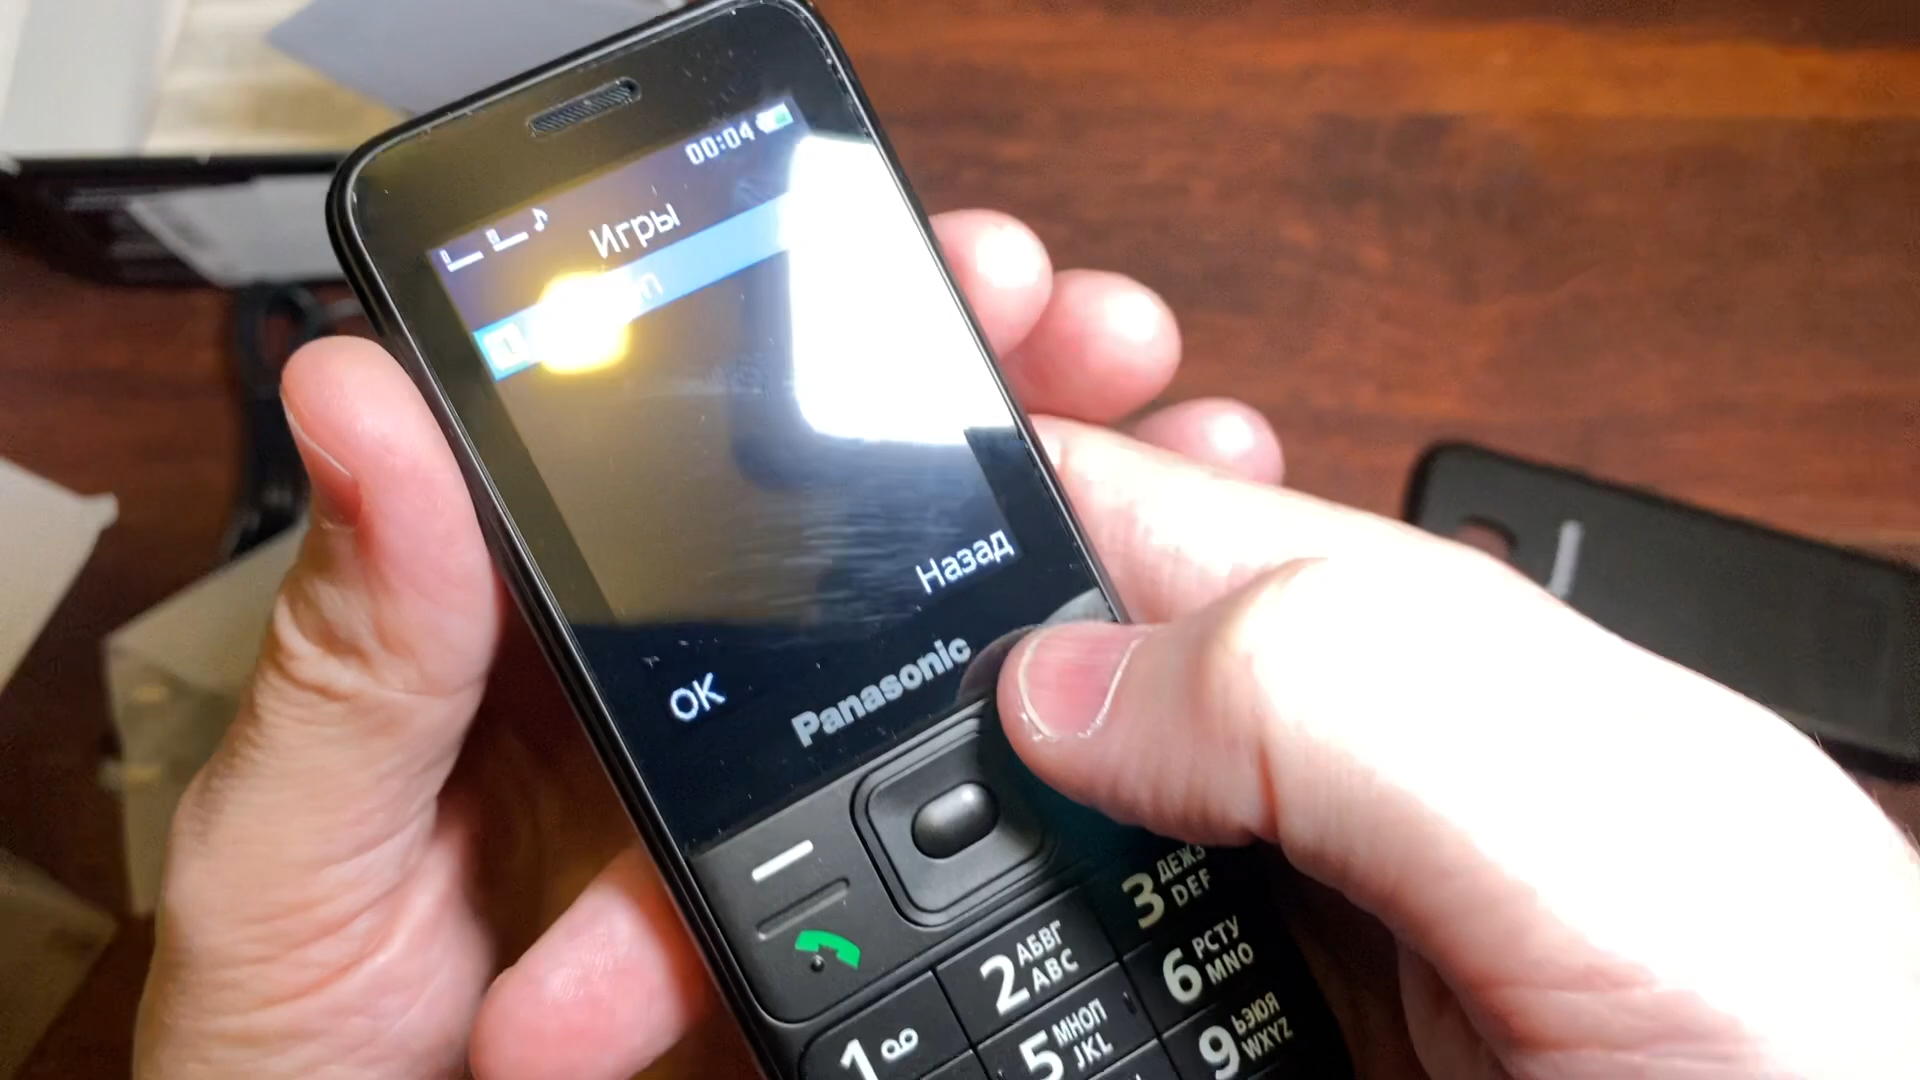 00:04
Игры
Назад
OK
Panasonic
3 ДЕЖЗ
DEF
2 АБВГ
ABC
6 РСТУ
MNO
1
5 МНОП
JKL
9 ЬЭЮЯ
WXYZ